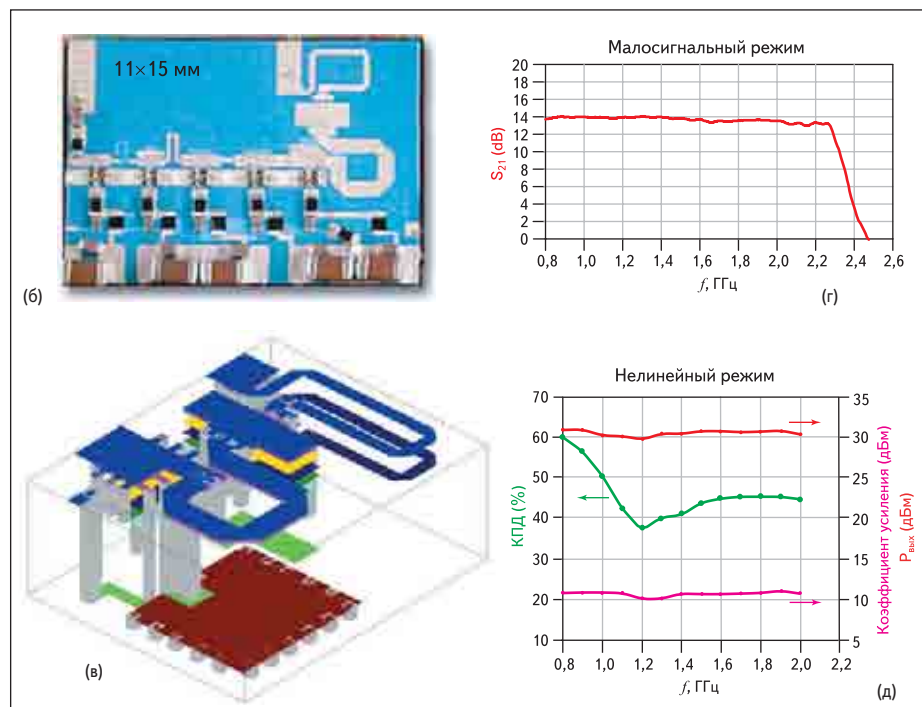 11×15 мм
(б)
(в)
Малосигнальный режим
S21 (dB)
20
18
16
14
12
10
8
6
4
2
0
0,8 1,0 1,2 1,4 1,6 1,8 2,0 2,2 2,4 2,6
f, ГГц
(г)
Нелинейный режим
КПД (%)
70
60
50
40
30
20
10
35
30
25
20
15
10
5
Коэффициент усиления (дБм)
Pвых (дБм)
0,8 1,0 1,2 1,4 1,6 1,8 2,0 2,2
f, ГГц
(д)